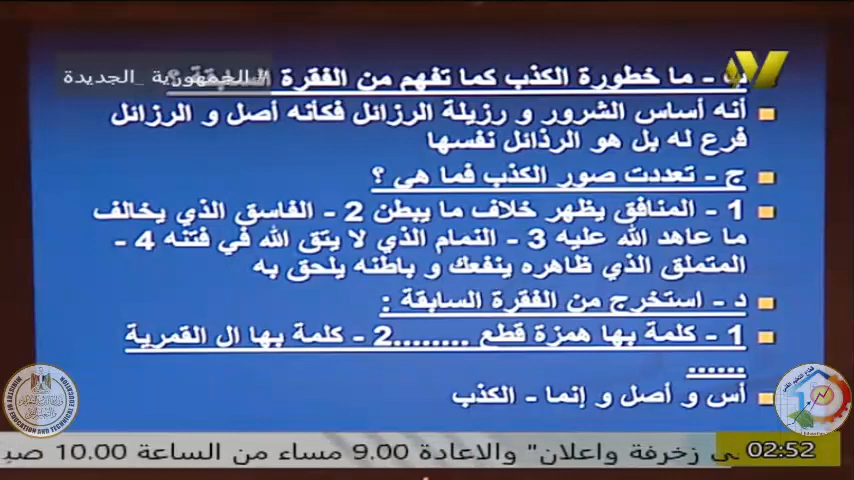 #الجمهورية_الجديدة
ب - ما خطورة الكذب كما تفهم من الفقرة السابقة ؟
أنه أساس الشرور و رزيلة الرزائل فكأنه أصل و الرزائل
فرع له بل هو الرذائل نفسها
ج - تعددت صور الكذب فما هى ؟
1 - المنافق يظهر خلاف ما يبطن 2 - الفاسق الذي يخالف
ما عاهد الله عليه 3 - النمام الذي لا يتق الله في فتنه 4 -
المتملق الذي ظاهره ينفعك و باطنه يلحق به
د - استخرج من الفقرة السابقة :
1 - كلمة بها همزة قطع ........2 - كلمة بها ال القمرية
......
أس و أصل و إنما - الكذب
ى زخرفة واعلان" والاعادة 9.00 مساء من الساعة 10.00 صب
02:52